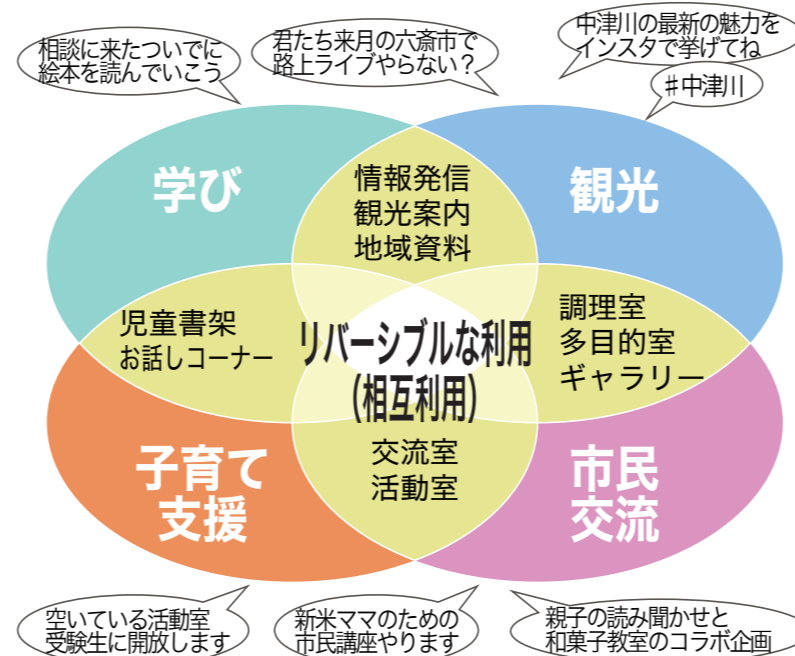 相談に来たついでに
絵本を読んでいこう
君たち来月の六斎市で
路上ライブやらない？
中津川の最新の魅力を
インスタで挙げてね
#中津川
学び
情報発信
観光案内
地域資料
観光
児童書架
お話しコーナー
リバーシブルな利用
(相互利用)
調理室
多目的室
ギャラリー
子育て
支援
交流室
活動室
市民
交流
空いている活動室
受験生に開放します
新米ママのための
市民講座やります
親子の読み聞かせと
和菓子教室のコラボ企画